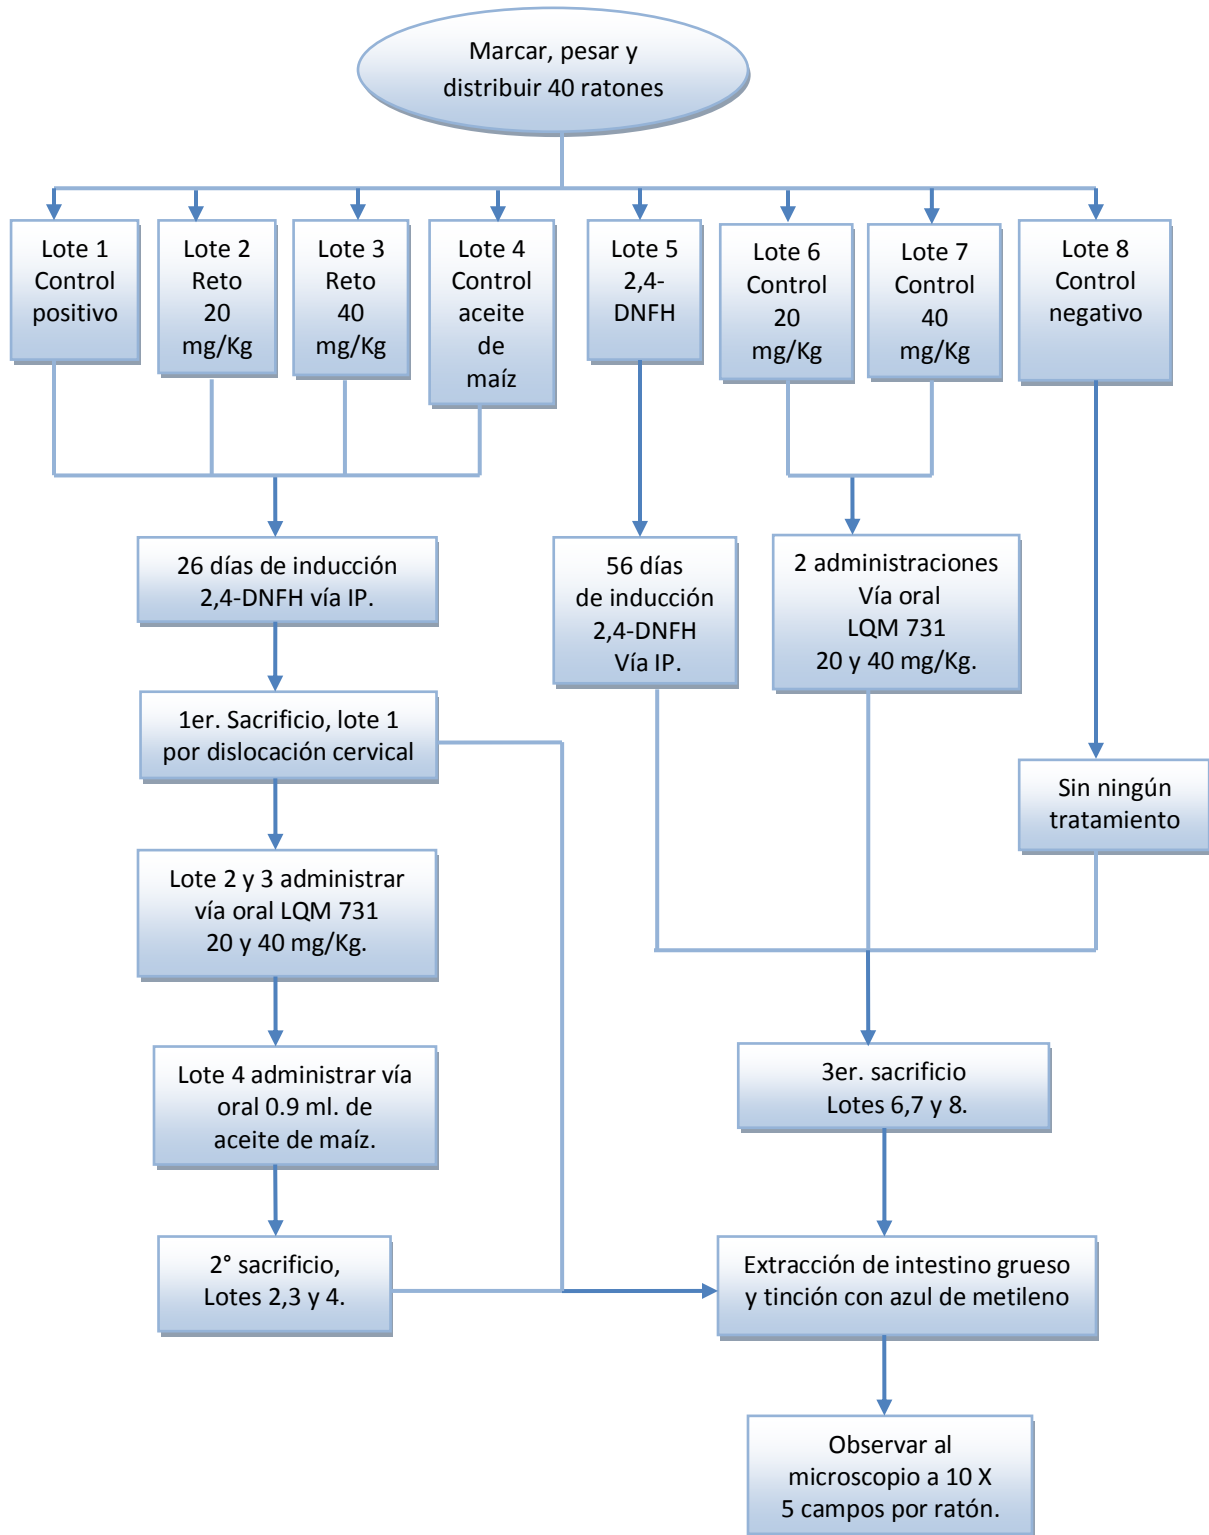 Marcar, pesar y
distribuir 40 ratones
Lote 1
Control
positivo
Lote 2
Reto
20
mg/Kg
Lote 3
Reto
40
mg/Kg
Lote 4
Control
aceite
de
maíz
Lote 5
2,4-
DNFH
Lote 6
Control
20
mg/Kg
Lote 7
Control
40
mg/Kg
Lote 8
Control
negativo
26 días de inducción
2,4-DNFH vía IP.
56 días
de inducción
2,4-DNFH
Vía IP.
2 administraciones
Vía oral
LQM 731
20 y 40 mg/Kg.
1er. Sacrificio, lote 1
por dislocación cervical
Sin ningún
tratamiento
Lote 2 y 3 administrar
vía oral LQM 731
20 y 40 mg/Kg.
Lote 4 administrar vía
oral 0.9 ml. de
aceite de maíz.
3er. sacrificio
Lotes 6,7 y 8.
2° sacrificio,
Lotes 2,3 y 4.
Extracción de intestino grueso
y tinción con azul de metileno
Observar al
microscopio a 10 X
5 campos por ratón.